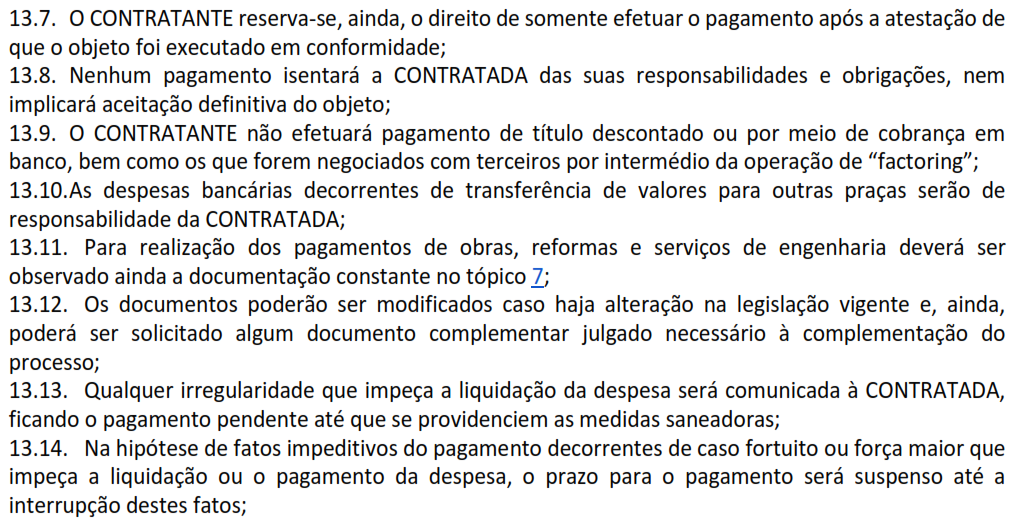 13.7. O CONTRATANTE reserva-se, ainda, o direito de somente efetuar o pagamento após a atestação de
que o objeto foi executado em conformidade;
13.8. Nenhum pagamento isentará a CONTRATADA das suas responsabilidades e obrigações, nem
implicará aceitação definitiva do objeto;
13.9. O CONTRATANTE não efetuará pagamento de título descontado ou por meio de cobrança em
banco, bem como os que forem negociados com terceiros por intermédio da operação de “factoring”;
13.10.As despesas bancárias decorrentes de transferência de valores para outras praças serão de
responsabilidade da CONTRATADA;
13.11. Para realização dos pagamentos de obras, reformas e serviços de engenharia deverá ser
observado ainda a documentação constante no tópico 7;
13.12. Os documentos poderão ser modificados caso haja alteração na legislação vigente e, ainda,
poderá ser solicitado algum documento complementar julgado necessário à complementação do
processo;
13.13. Qualquer irregularidade que impeça a liquidação da despesa será comunicada à CONTRATADA,
ficando o pagamento pendente até que se providenciem as medidas saneadoras;
13.14. Na hipótese de fatos impeditivos do pagamento decorrentes de caso fortuito ou força maior que
impeça a liquidação ou o pagamento da despesa, o prazo para o pagamento será suspenso até a
interrupção destes fatos;